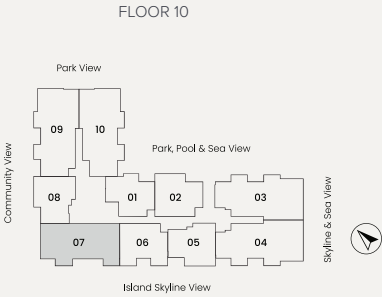 FLOOR 10
Park View
09
10
Park, Pool & Sea View
Community View
08
01
02
03
Skyline & Sea View
07
06
05
04
Island Skyline View